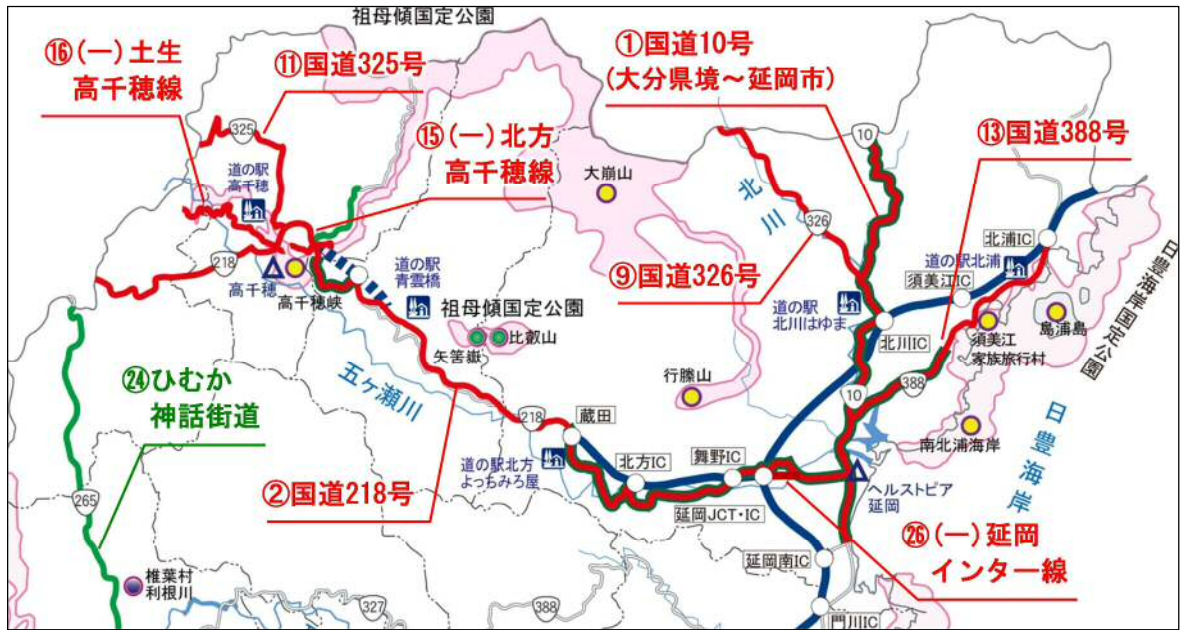 祖母傾国定公園
⑯(一)土生
高千穂線
⑪国道325号
①国道10号
(大分県境～延岡市)
⑮(一)北方
高千穂線
⑬国道388号
325
10
道の駅
高千穂
大崩山
北川
326
北浦IC
道の駅北浦
須美江IC
日豊海岸国定公園
218
高千穂
高千穂峡
道の駅
青雲橋
⑨国道326号
道の駅
北川はゆま
北川IC
須美江
家族旅行村
島浦島
祖母傾国定公園
矢筈嶽
比叡山
㉔ひむか
神話街道
五ヶ瀬川
行縢山
10
388
日豊海岸
218
蔵田
南北浦海岸
道の駅北方
よっちみろ屋
北方IC
舞野IC
ヘルストピア
延岡
265
②国道218号
延岡JCT・IC
㉖(一)延岡
インター線
延岡南IC
椎葉村
利根川
327
388
門川IC